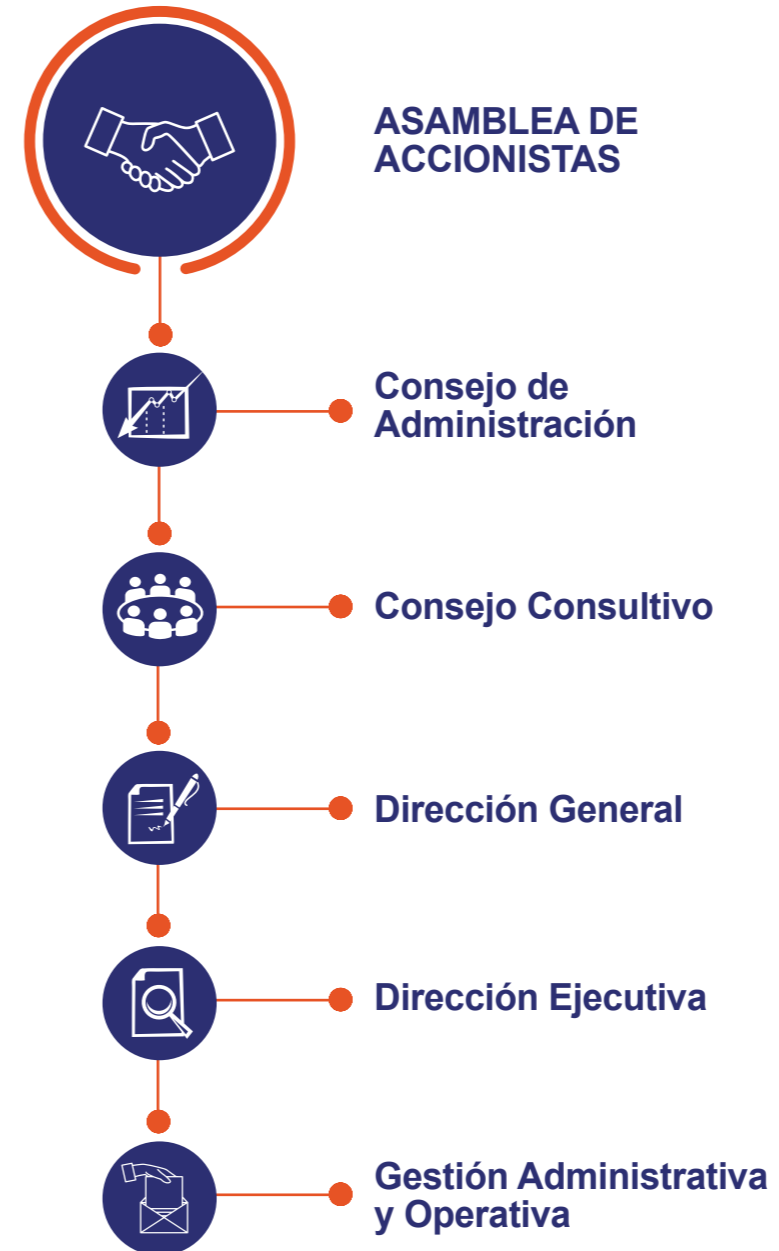 ASAMBLEA DE
ACCIONISTAS
Consejo de
Administración
Consejo Consultivo
Dirección General
Dirección Ejecutiva
Gestión Administrativa
y Operativa